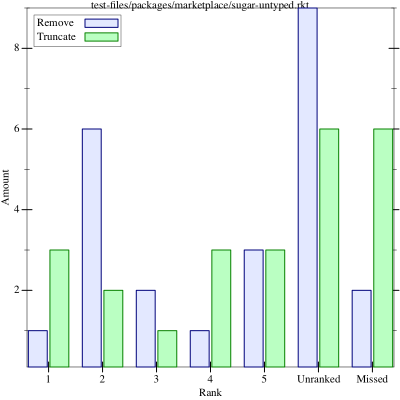 test-files/packages/marketplace/sugar-untyped.rkt
Remove
Truncate
8
6
4
2
Amount
1 2 3 4 5 Unranked Missed
Rank